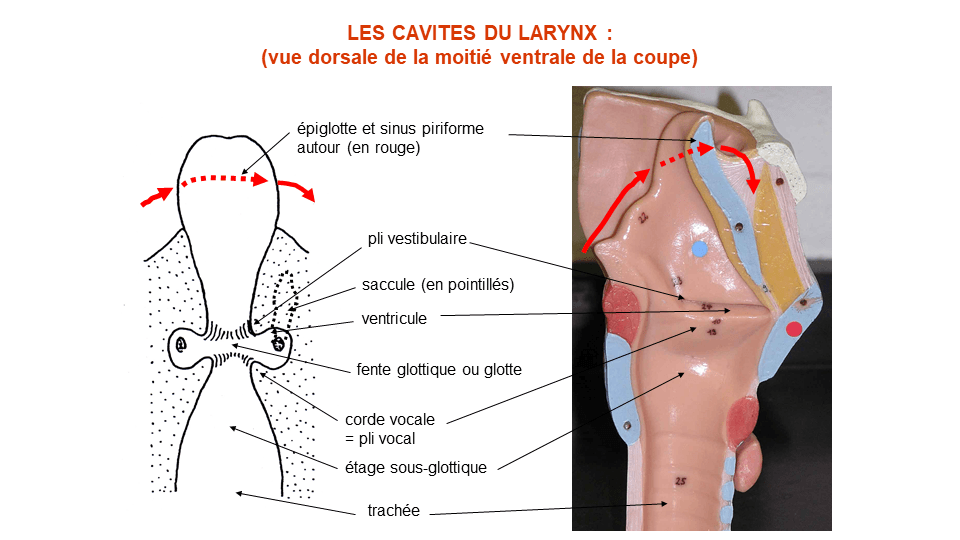 LES CAVITES DU LARYNX :
(vue dorsale de la moitié ventrale de la coupe)
épiglotte et sinus piriforme
autour (en rouge)
pli vestibulaire
saccule (en pointillés)
ventricule
fente glottique ou glotte
corde vocale
= pli vocal
étage sous-glottique
trachée
25